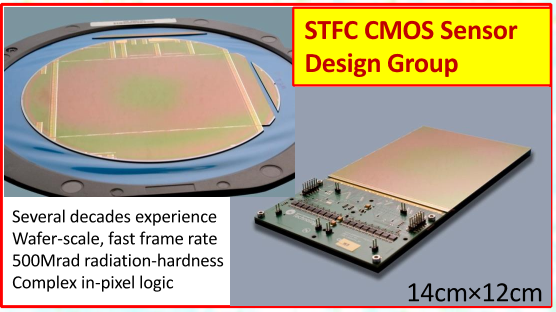 STFC CMOS Sensor
Design Group
Several decades experience
Wafer-scale, fast frame rate
500Mrad radiation-hardness
Complex in-pixel logic
14cm×12cm